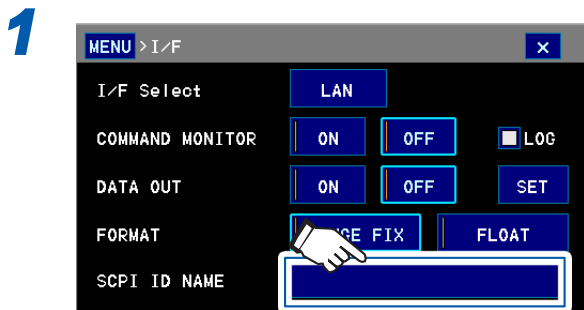 1
MENU > I/F ×
I/F Select LAN
COMMAND MONITOR ON OFF LOG
DATA OUT ON OFF SET
FORMAT FIX FLOAT
SCPI ID NAME